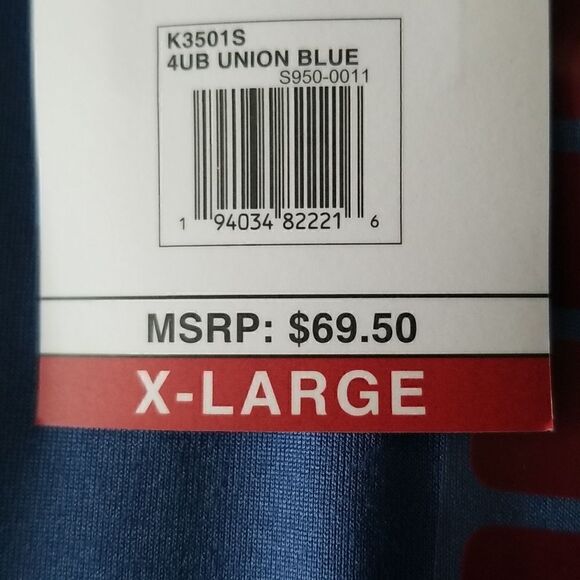 K3501S
4UB UNION BLUE
S950-0011
1 94034 82221 6
MSRP: $69.50
X-LARGE